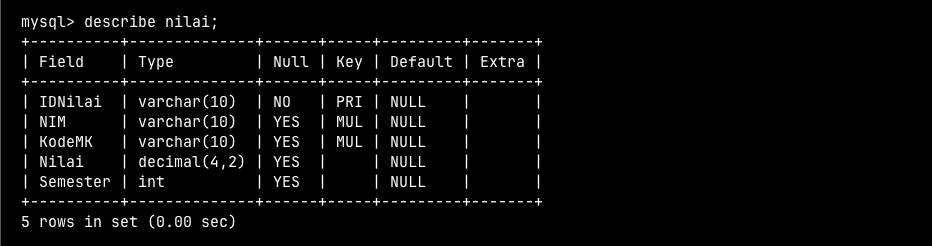 mysql> describe nilai;
+----------+--------------+------+-----+---------+-------+
| Field    | Type         | Null | Key | Default | Extra |
+----------+--------------+------+-----+---------+-------+
| IDNilai  | varchar(10)  | NO   | PRI | NULL    |       |
| NIM      | varchar(10)  | YES  | MUL | NULL    |       |
| KodeMK   | varchar(10)  | YES  | MUL | NULL    |       |
| Nilai    | decimal(4,2) | YES  |     | NULL    |       |
| Semester | int          | YES  |     | NULL    |       |
+----------+--------------+------+-----+---------+-------+
5 rows in set (0.00 sec)